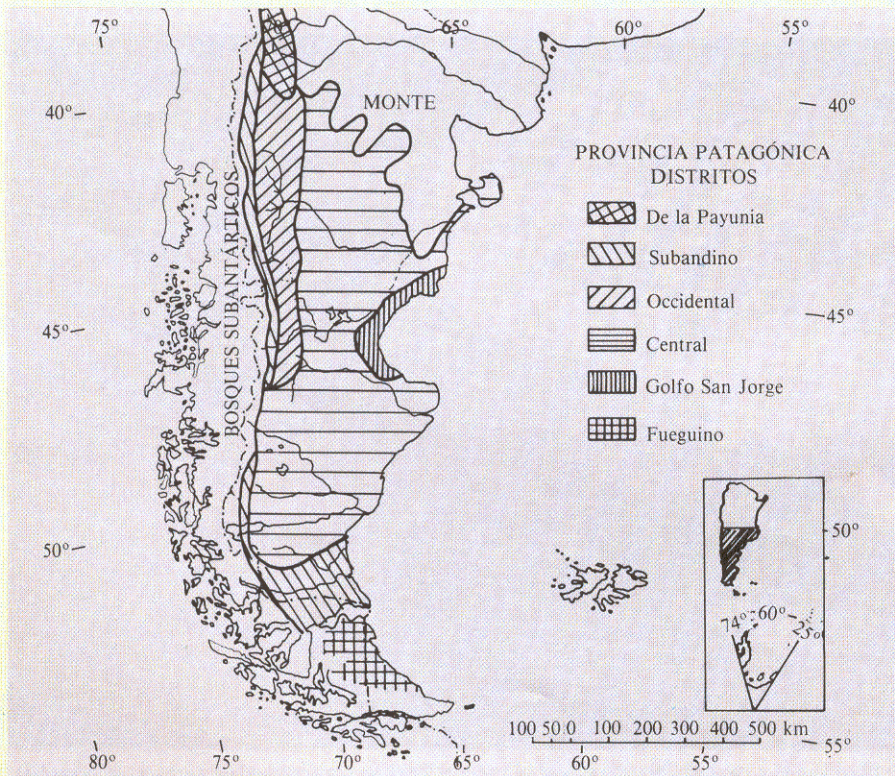 75°
65°
60°
55°
40°
MONTE
40°
PROVINCIA PATAGÓNICA
DISTRITOS
De la Payunia
Subandino
Occidental
Central
Golfo San Jorge
Fueguino
BOSQUES SUBANTÁRTICOS
45°
45°
50°
50°
74°
60°
25°
100 50.0 100 200 300 400 500 km
80°
75°
70°
65°
60°
55°
55°